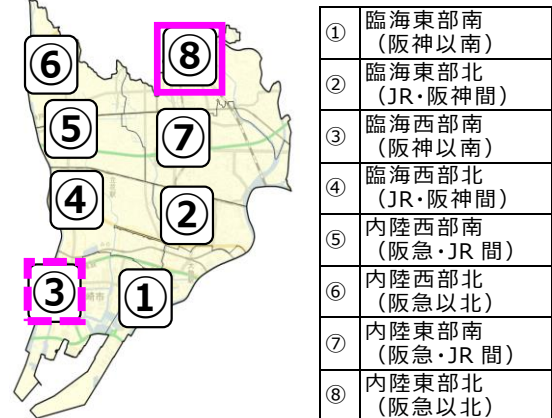 ⑧
⑥
⑤
⑦
④
②
③
①
崎市
① 臨海東部南
（阪神以南）
② 臨海東部北
（JR・阪神間）
③ 臨海西部南
（阪神以南）
④ 臨海西部北
（JR・阪神間）
⑤ 内陸西部南
（阪急・JR 間）
⑥ 内陸西部北
（阪急以北）
⑦ 内陸東部南
（阪急・JR 間）
⑧ 内陸東部北
（阪急以北）